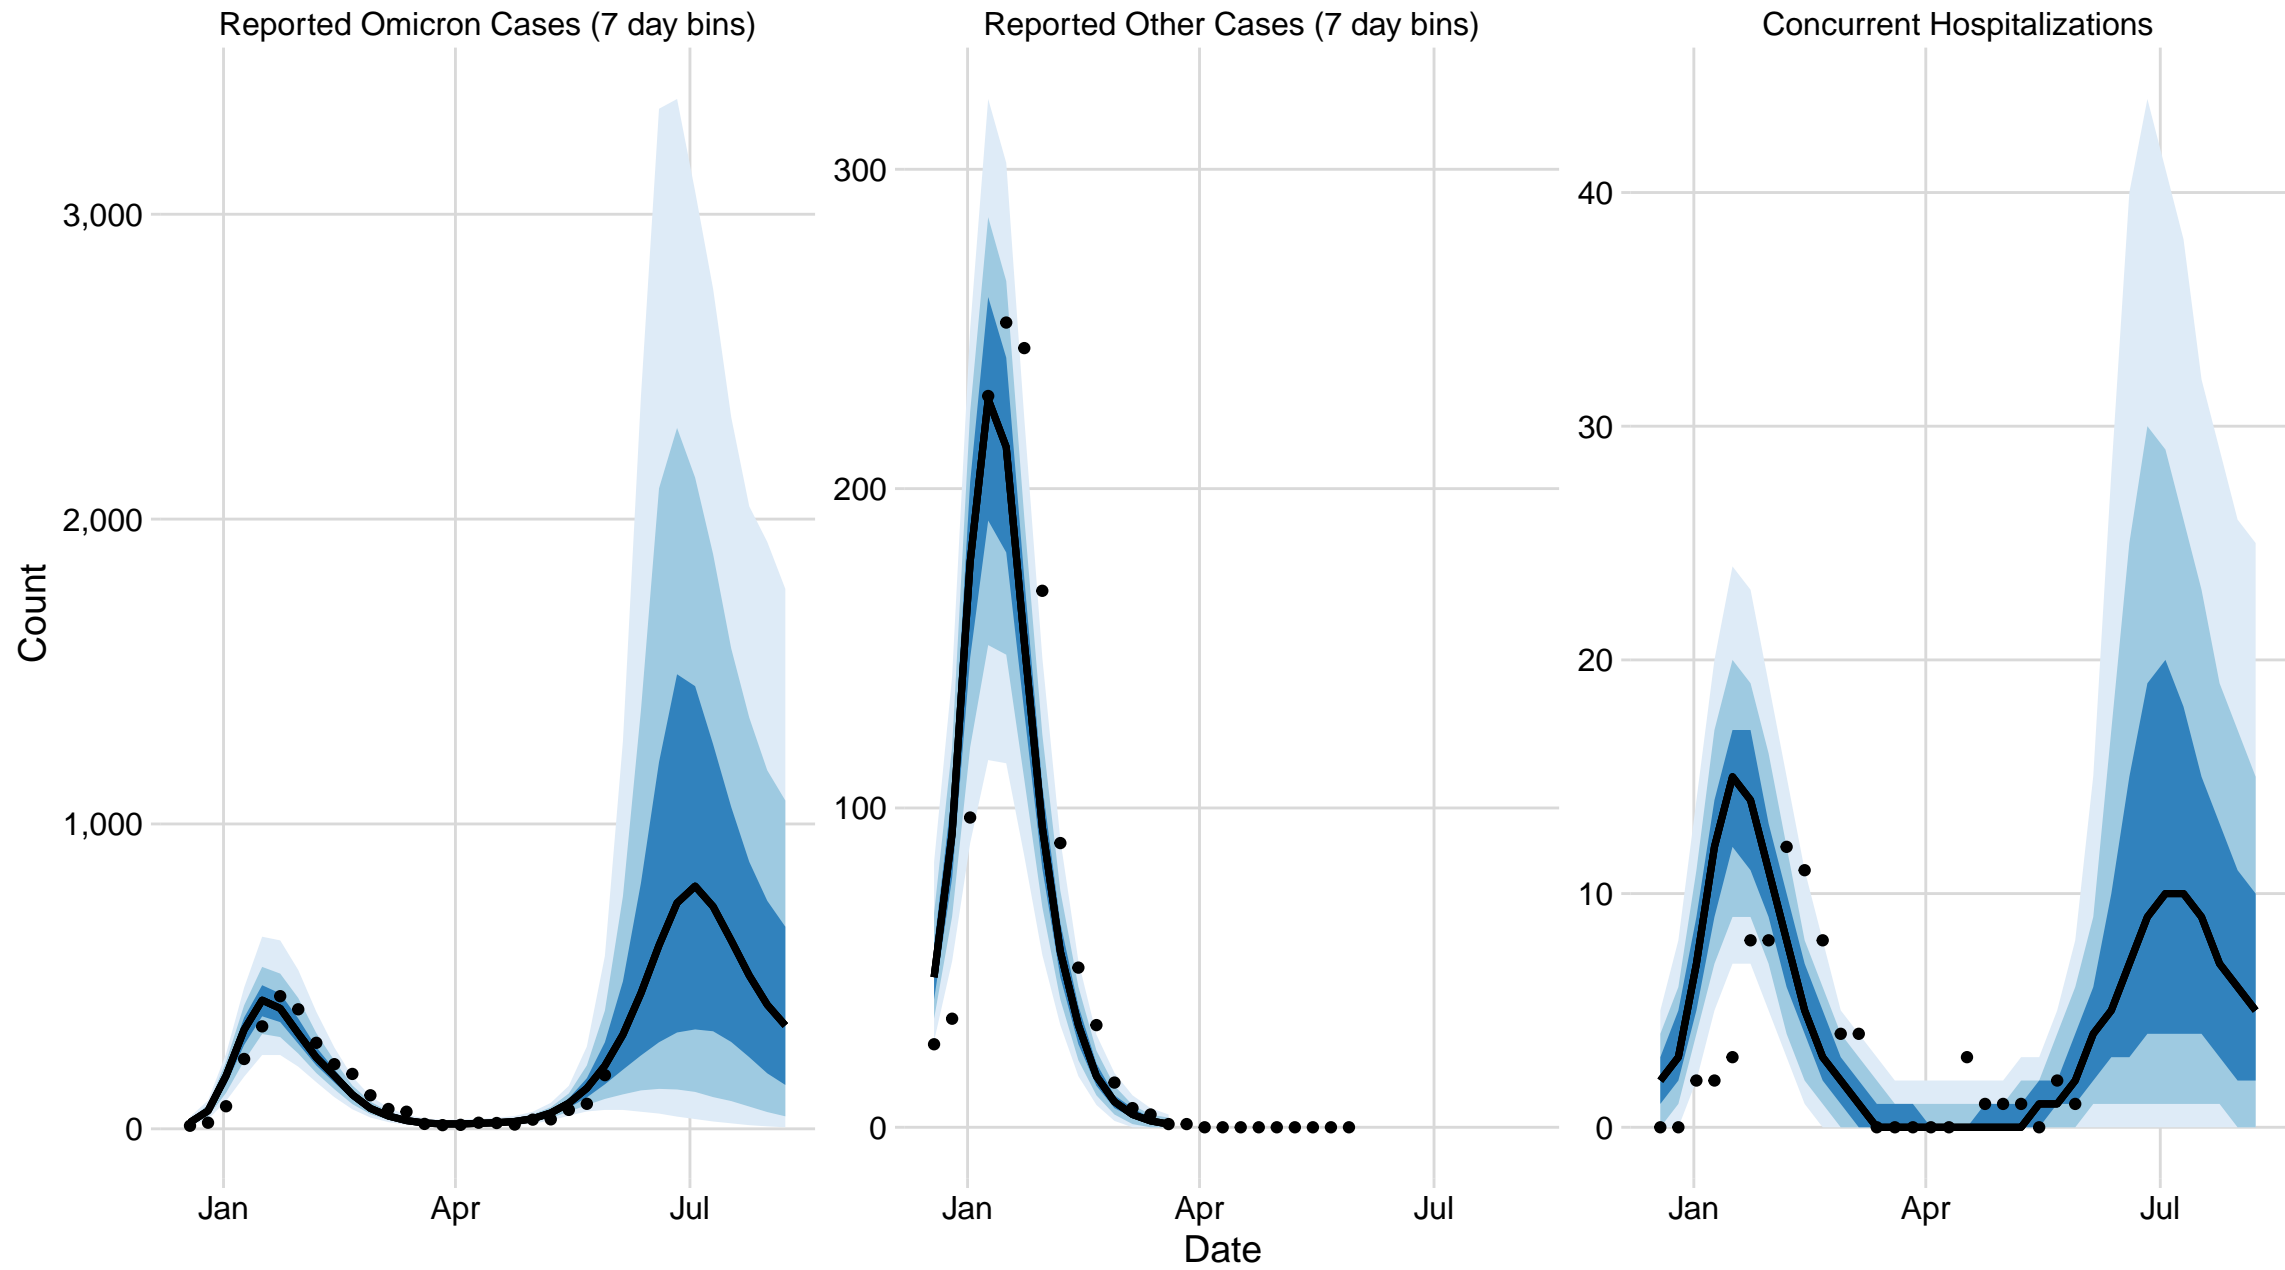 Reported Omicron Cases (7 day bins)
Reported Other Cases (7 day bins)
Concurrent Hospitalizations
Count
3,000
2,000
1,000
0
300
200
100
0
40
30
20
10
0
Jan Apr Jul
Jan Apr Jul
Jan Apr Jul
Date